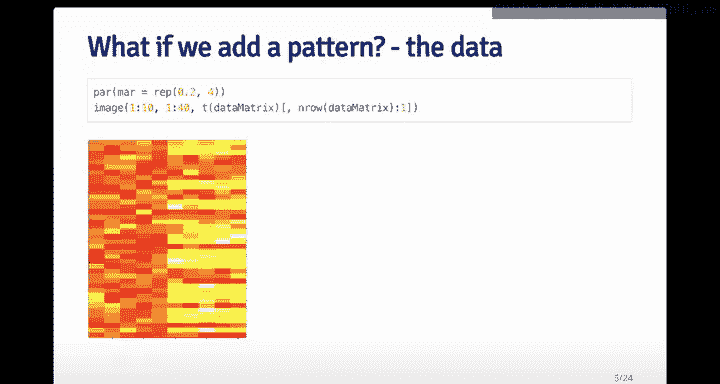 What if we add a pattern? - the data
par(mar = rep(0.2, 4))
image(1:10, 1:40, t(dataMatrix)[, nrow(dataMatrix):1])
5/24